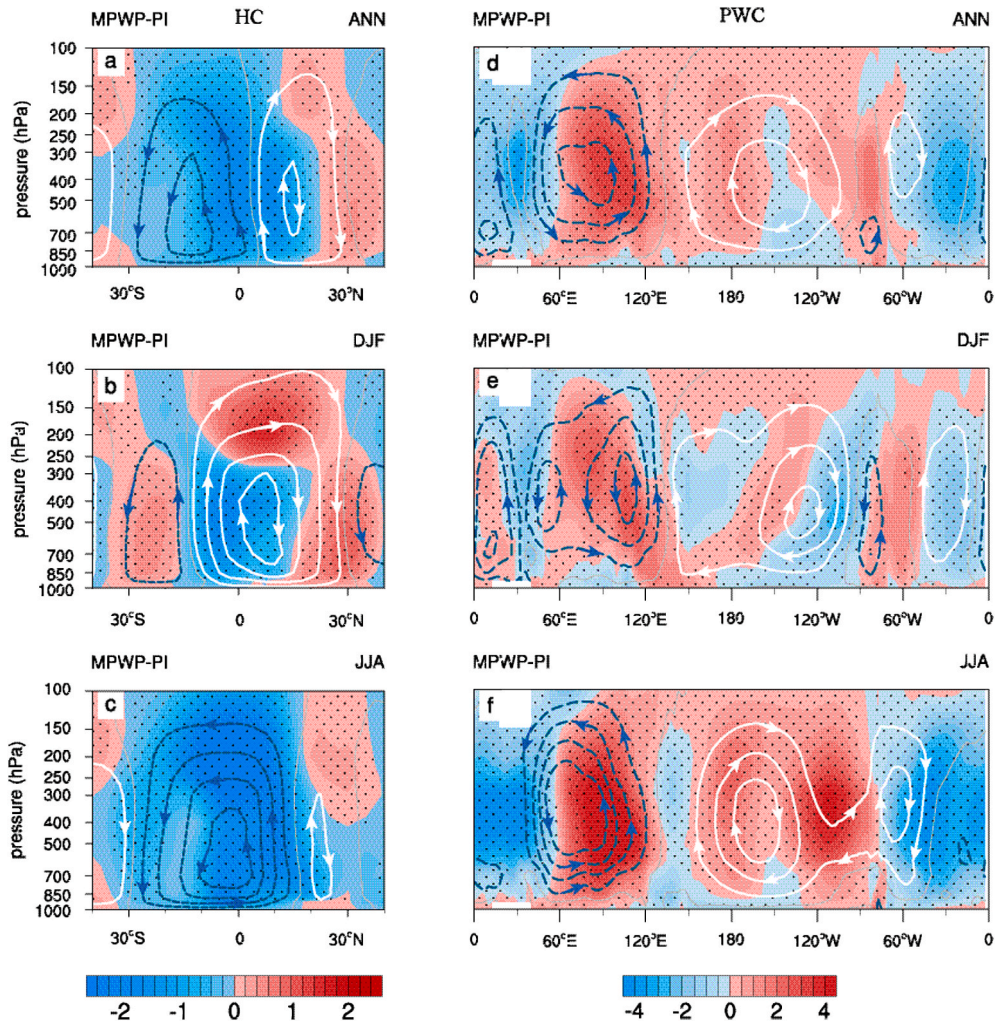 HC PWC
MPWP-PI ANN MPWP-PI ANN
a d
100
150
200
250
300
400
500
700
850
1000
pressure (hPa)
30°S 0 30°N
0 60°E 120°E 180 120°W 60°W 0
MPWP-PI DJF MPWP-PI DJF
b e
100
150
200
250
300
400
500
700
850
1000
pressure (hPa)
30°S 0 30°N
0 60°E 120°E 180 120°W 60°W 0
MPWP-PI JJA MPWP-PI JJA
c f
100
150
200
250
300
400
500
700
850
1000
pressure (hPa)
30°S 0 30°N
0 60°E 120°E 180 120°W 60°W 0
-2 -1 0 1 2
-4 -2 0 2 4